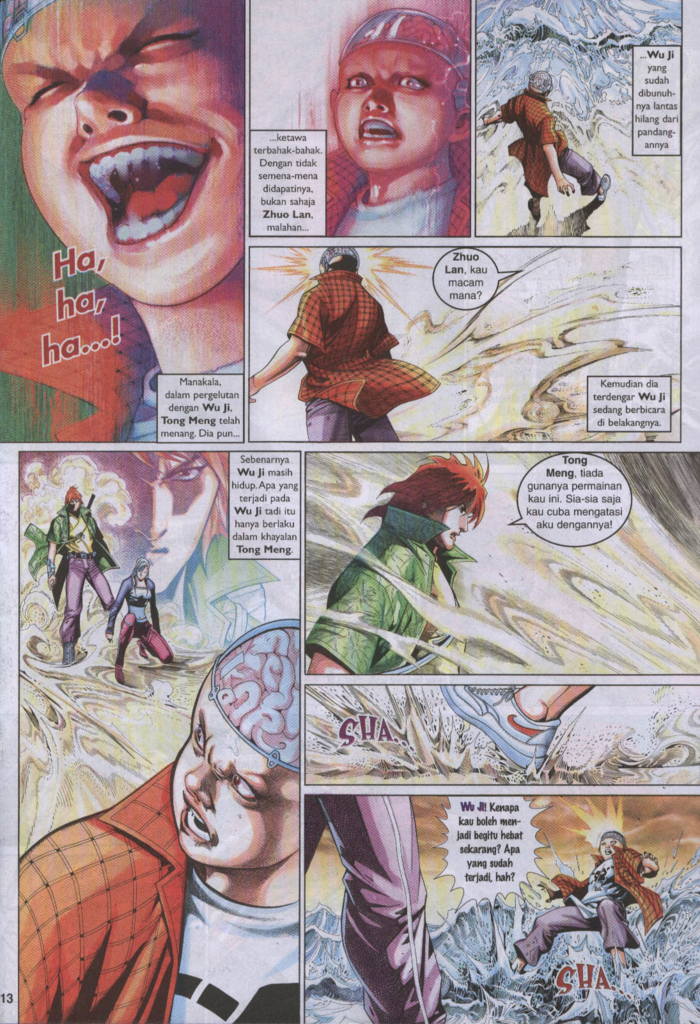 Ha,
ha,
ha...!
Manakala,
dalam pergelutan
dengan Wu Ji,
Tong Meng telah
menang. Dia pun...
...ketawa
terbahak-bahak.
Dengan tidak
semena-mena
didapatinya,
bukan sahaja
Zhuo Lan,
malahan...
...Wu Ji
yang
sudah
dibunuh-
nya lantas
hilang dari
pandang-
annya
Zhuo
Lan, kau
macam
mana?
Kemudian dia
terdengar Wu Ji
sedang berbicara
di belakangnya.
Sebenarnya
Wu Ji masih
hidup. Apa yang
terjadi pada
Wu Ji tadi itu
hanya berlaku
dalam khayalan
Tong Meng.
Tong
Meng, tiada
gunanya permainan
kau ini. Sia-sia saja
kau cuba mengatasi
aku dengannya!
SHA.
Wu Ji! Kenapa
kau boleh men-
jadi begitu hebat
sekarang? Apa
yang sudah
terjadi, hah?
SHA.
13